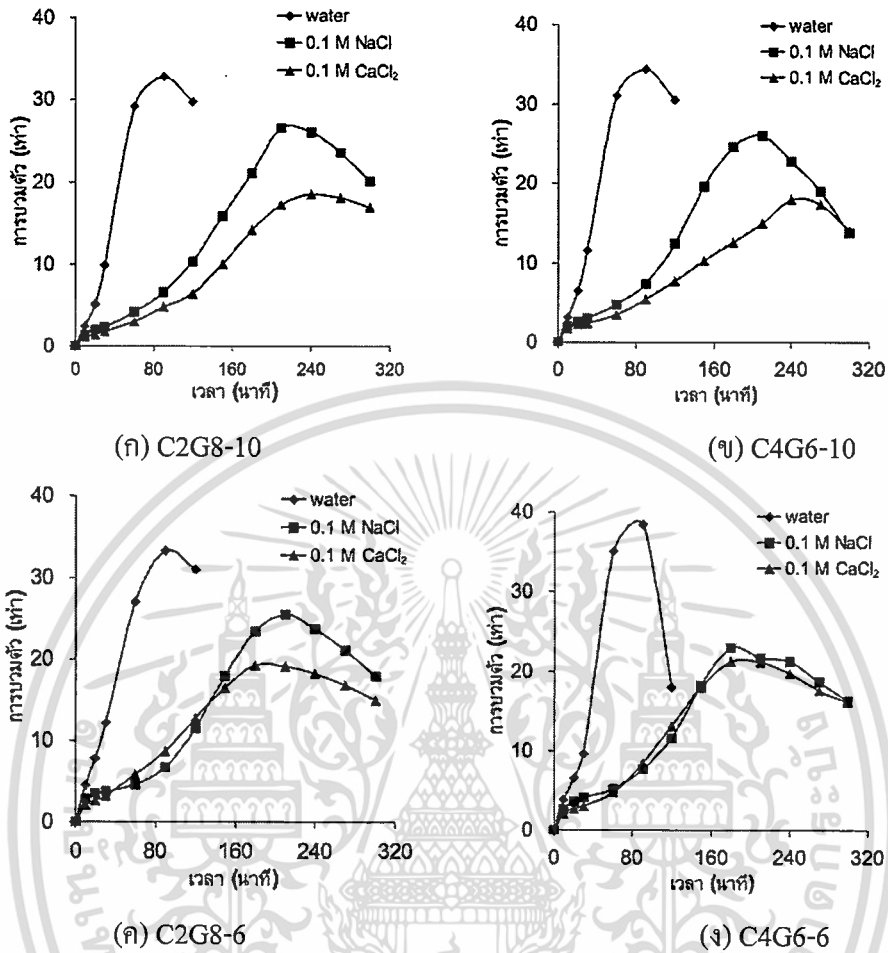 การบวมตัว (เท่า)
40
30
20
10
0
water
0.1 M NaCl
0.1 M CaCl₂
0 80 160 240 320
เวลา (นาที)
(ก) C2G8-10
การบวมตัว (เท่า)
40
30
20
10
0
water
0.1 M NaCl
0.1 M CaCl₂
0 80 160 240 320
เวลา (นาที)
(ข) C4G6-10
การบวมตัว (เท่า)
40
30
20
10
0
water
0.1 M NaCl
0.1 M CaCl₂
0 80 160 240 320
เวลา (นาที)
(ค) C2G8-6
การบวมตัว (เท่า)
40
30
20
10
0
water
0.1 M NaCl
0.1 M CaCl₂
0 80 160 240 320
เวลา (นาที)
(ง) C4G6-6